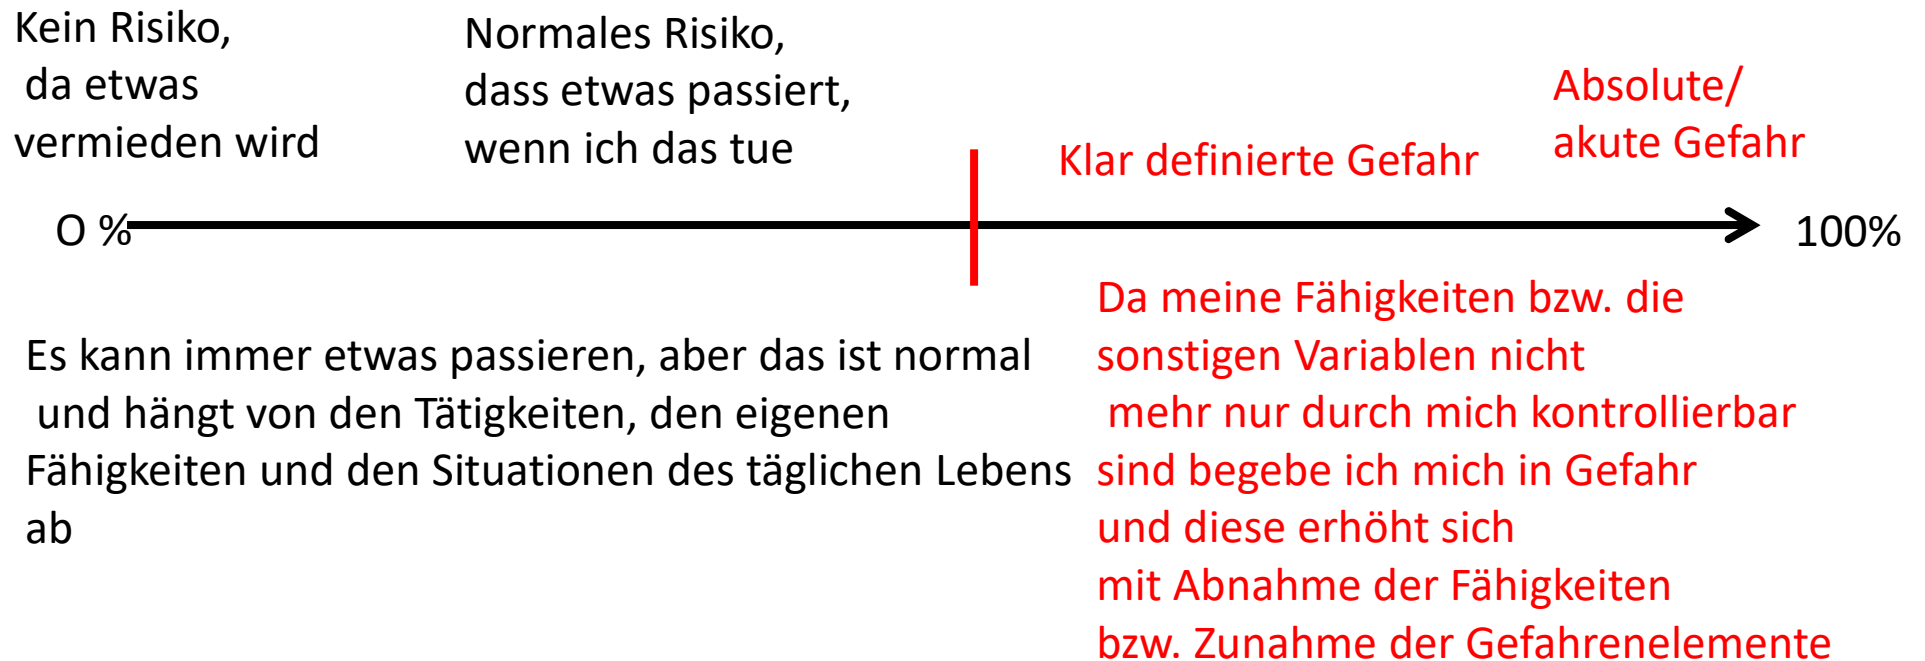 Kein Risiko,
da etwas
vermieden wird
Normales Risiko,
dass etwas passiert,
wenn ich das tue
Klar definierte Gefahr
Absolute/
akute Gefahr
O %
100%
Es kann immer etwas passieren, aber das ist normal
und hängt von den Tätigkeiten, den eigenen
Fähigkeiten und den Situationen des täglichen Lebens
ab
Da meine Fähigkeiten bzw. die
sonstigen Variablen nicht
mehr nur durch mich kontrollierbar
sind begebe ich mich in Gefahr
und diese erhöht sich
mit Abnahme der Fähigkeiten
bzw. Zunahme der Gefahrenelemente